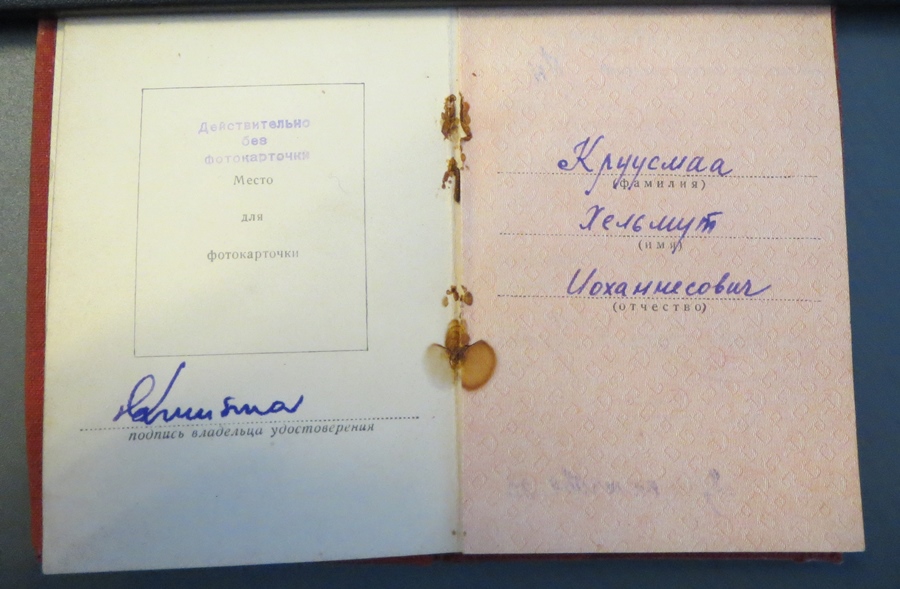 Действительно
без
фотокарточки
Место
для
фотокарточки
подпись владельца удостоверения
Круусмаа
(фамилия)
Хельмут
(имя)
Иоханнесович
(отчество)